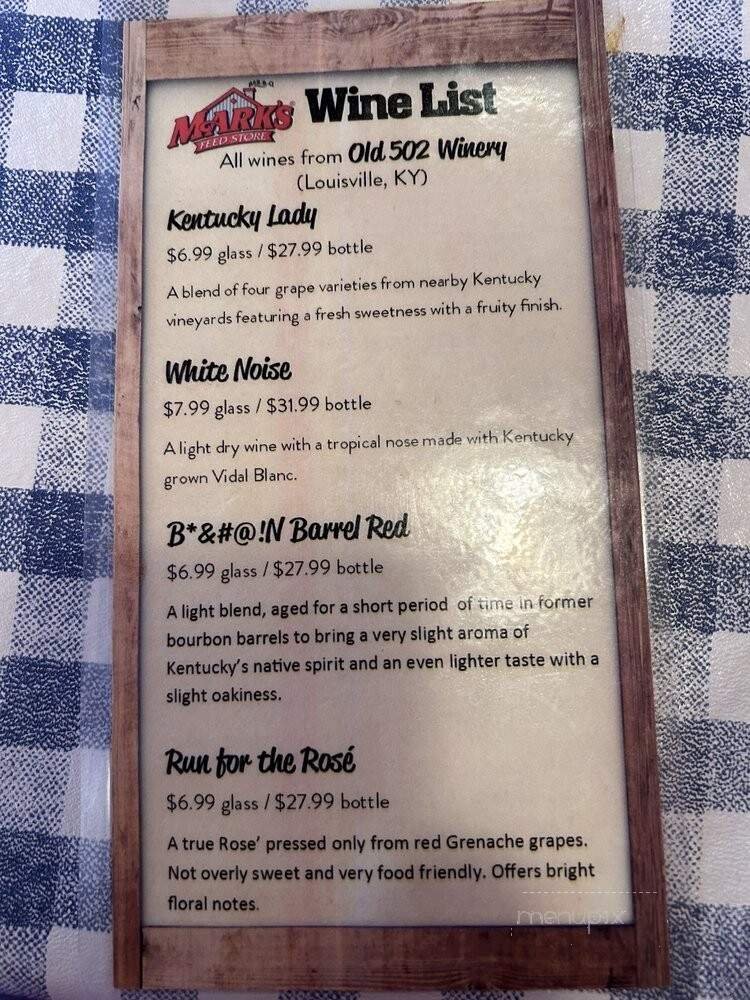 BAR-B-Q
MARK'S
FEED STORE
Wine List
All wines from Old 502 Winery
(Louisville, KY)
Kentucky Lady
$6.99 glass / $27.99 bottle
A blend of four grape varieties from nearby Kentucky
vineyards featuring a fresh sweetness with a fruity finish.
White Noise
$7.99 glass / $31.99 bottle
A light dry wine with a tropical nose made with Kentucky
grown Vidal Blanc.
B*&#@!N Barrel Red
$6.99 glass / $27.99 bottle
A light blend, aged for a short period of time in former
bourbon barrels to bring a very slight aroma of
Kentucky's native spirit and an even lighter taste with a
slight oakiness.
Run for the Rosé
$6.99 glass / $27.99 bottle
A true Rose' pressed only from red Grenache grapes.
Not overly sweet and very food friendly. Offers bright
floral notes.
menupix